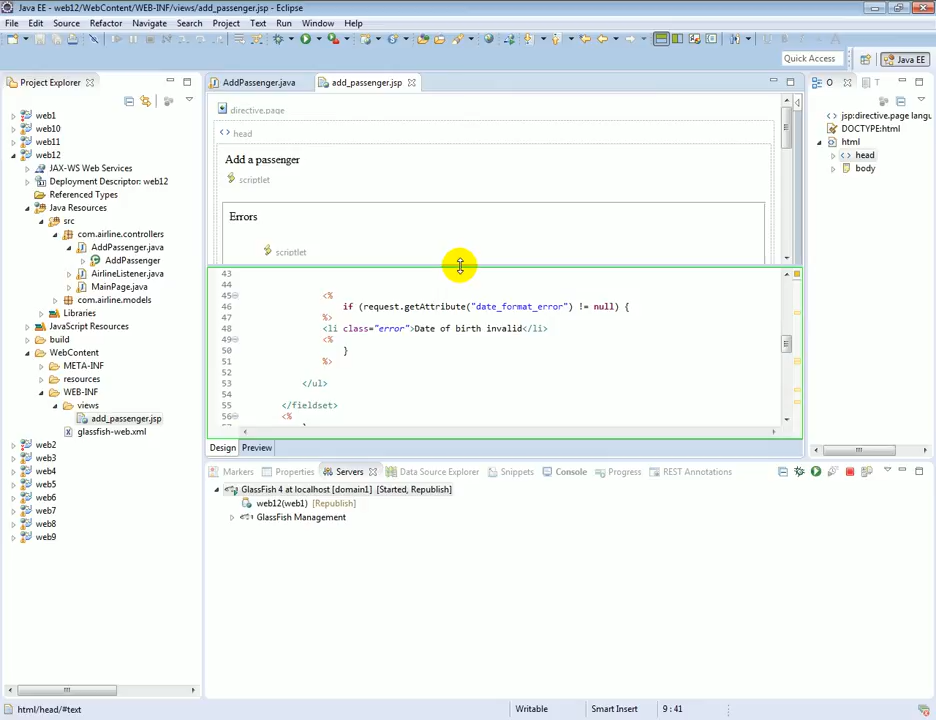 Java EE - web12/WebContent/WEB-INF/views/add_passenger.jsp - Eclipse
File Edit Source Refactor Navigate Search Project Target Text Run Window Help
Quick Access
Java EE
Project Explorer
web1
web10
web11
web12
JAX-WS Web Services
Deployment Descriptor: web12
Referenced Types
Java Resources
src
com.airline.controllers
AddPassenger.java
AddPassenger
AirlineListener.java
MainPage.java
com.airline.models
Libraries
JavaScript Resources
build
WebContent
META-INF
resources
WEB-INF
views
add_passenger.jsp
glassfish-web.xml
web2
web3
web4
web5
web6
web7
web8
web9
AddPassenger.java add_passenger.jsp
directive.page
head
Add a passenger
scriptlet
Errors
scriptlet
43
44
45 <%
46 if (request.getAttribute("date_format_error") != null) {
47 %>
48 <li class="error">Date of birth invalid</li>
49 <%
50 }
51 %>
52
53 </ul>
54
55 </fieldset>
56 <%
Design Preview
O
T
jsp:directive.page langu
DOCTYPE:html
html
head
body
Markers Properties Servers Data Source Explorer Snippets Console Progress REST Annotations
GlassFish 4 at localhost [domain1] [Started, Republish]
web12(web1) [Republish]
GlassFish Management
html/head/#text
Writable
Smart Insert
9 : 41